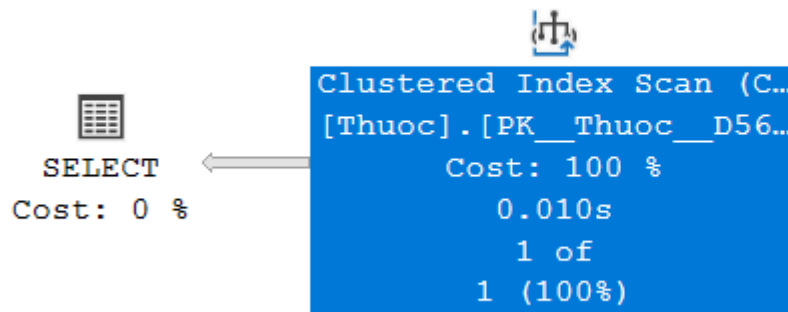 SELECT
Cost: 0 %
Clustered Index Scan (C…
[Thuoc].[PK__Thuoc__D56…
Cost: 100 %
0.010s
1 of
1 (100%)